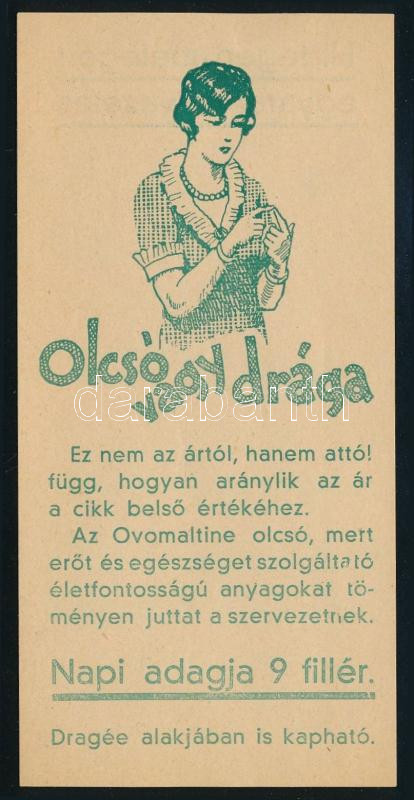 Olcsó vagy drága
darabanth
Ez nem az ártól, hanem attól
függ, hogyan aránylik az ár
a cikk belső értékéhez.
Az Ovomaltine olcsó, mert
erőt és egészséget szolgáltató
életfontosságú anyagokat tö-
ményen juttat a szervezetnek.
Napi adagja 9 fillér.
Dragée alakjában is kapható.